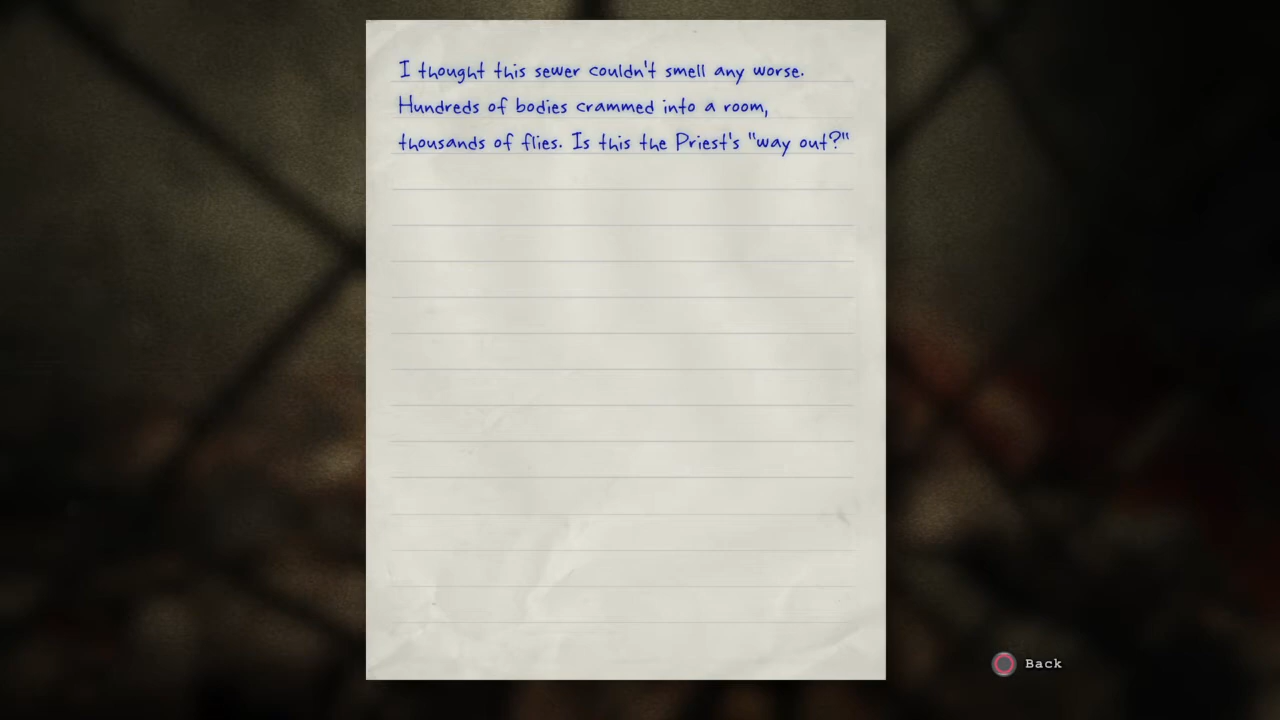 I thought this sewer couldn't smell any worse.
Hundreds of bodies crammed into a room,
thousands of flies. Is this the Priest's "way out?"
Back